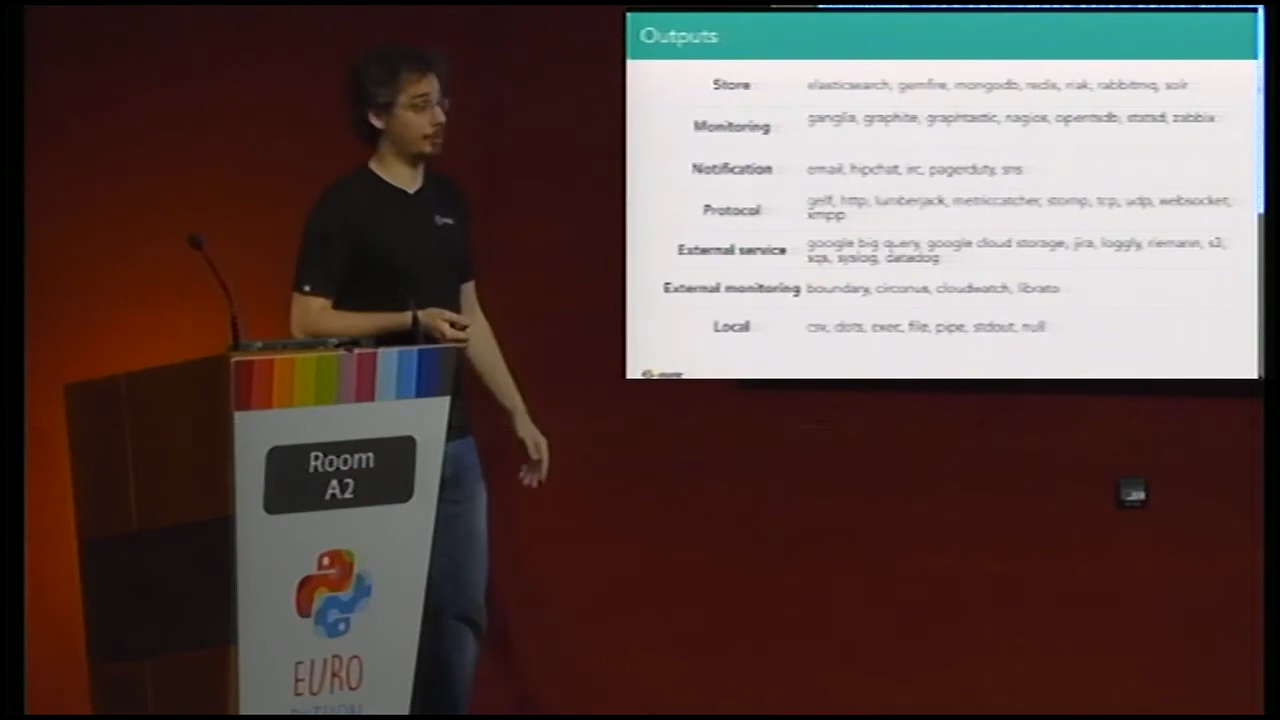 Outputs
Store elasticsearch, gemfire, mongodb, redis, riak, rabbitmq, solr
Monitoring ganglia, graphite, graphtastic, nagios, opentsdb, statsd, zabbix
Notification email, hipchat, irc, pagerduty, sns
Protocol gelf, http, lumberjack, metriccatcher, stomp, tcp, udp, websocket,
xmpp
External service google big query, google cloud storage, jira, loggly, riemann, s3,
sqs, syslog, datadog
External monitoring boundary, circonus, cloudwatch, librato
Local csv, dots, exec, file, pipe, stdout, null
Room
A2
EURO
PYTHON